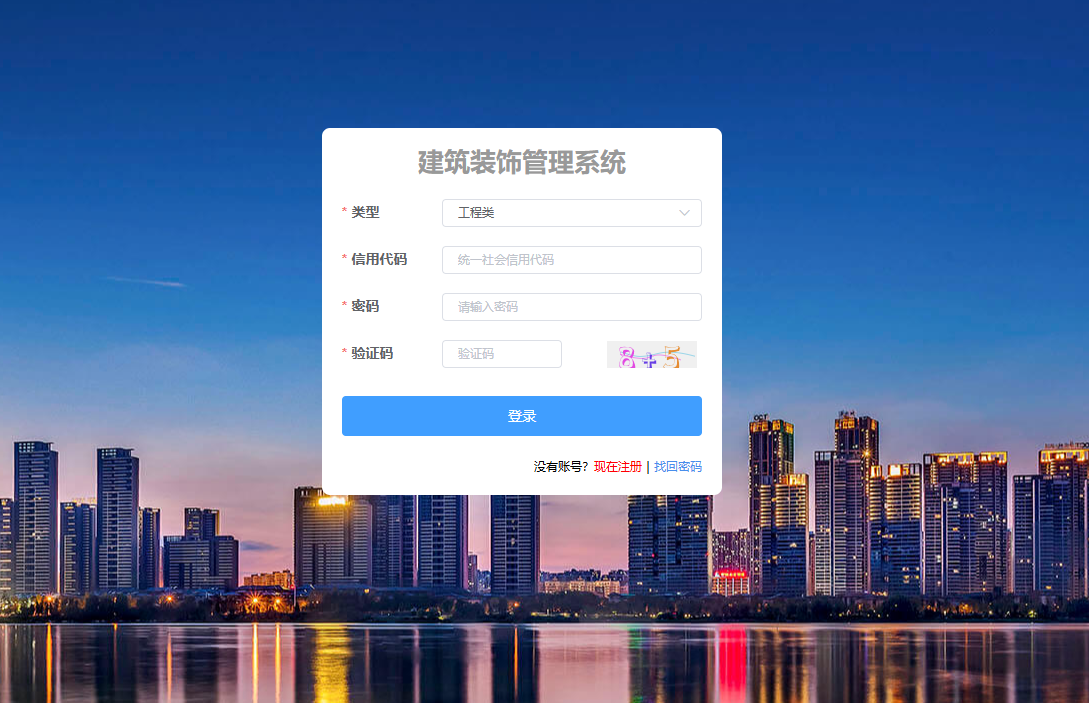 建筑装饰管理系统
* 类型 工程类
* 信用代码 统一社会信用代码
* 密码 请输入密码
* 验证码 验证码 8+5
登录
没有账号？现在注册 | 找回密码
OCT